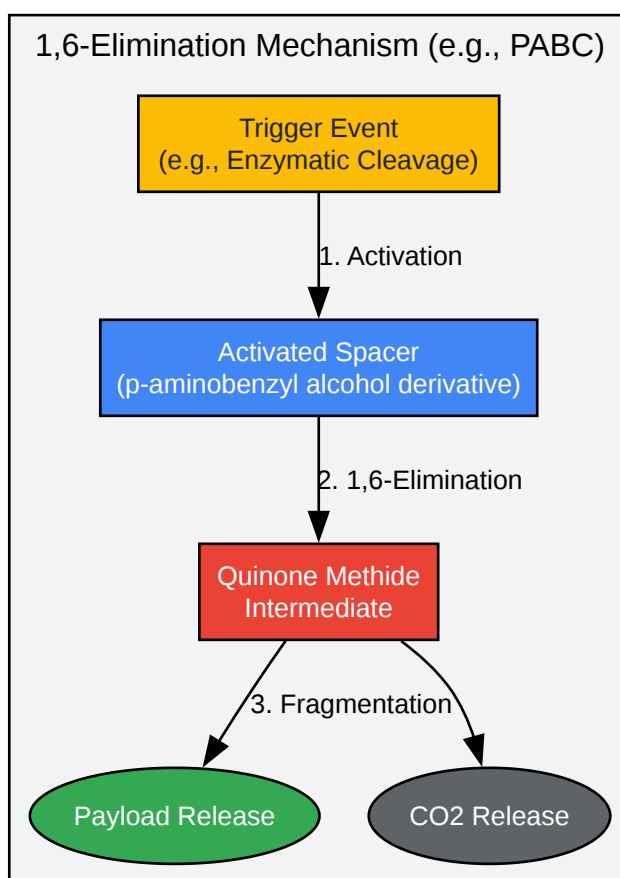 1,6-Elimination Mechanism (e.g., PABC)
Trigger Event
(e.g., Enzymatic Cleavage)
1. Activation
Activated Spacer
(p-aminobenzyl alcohol derivative)
2. 1,6-Elimination
Quinone Methide
Intermediate
3. Fragmentation
Payload Release
CO2 Release